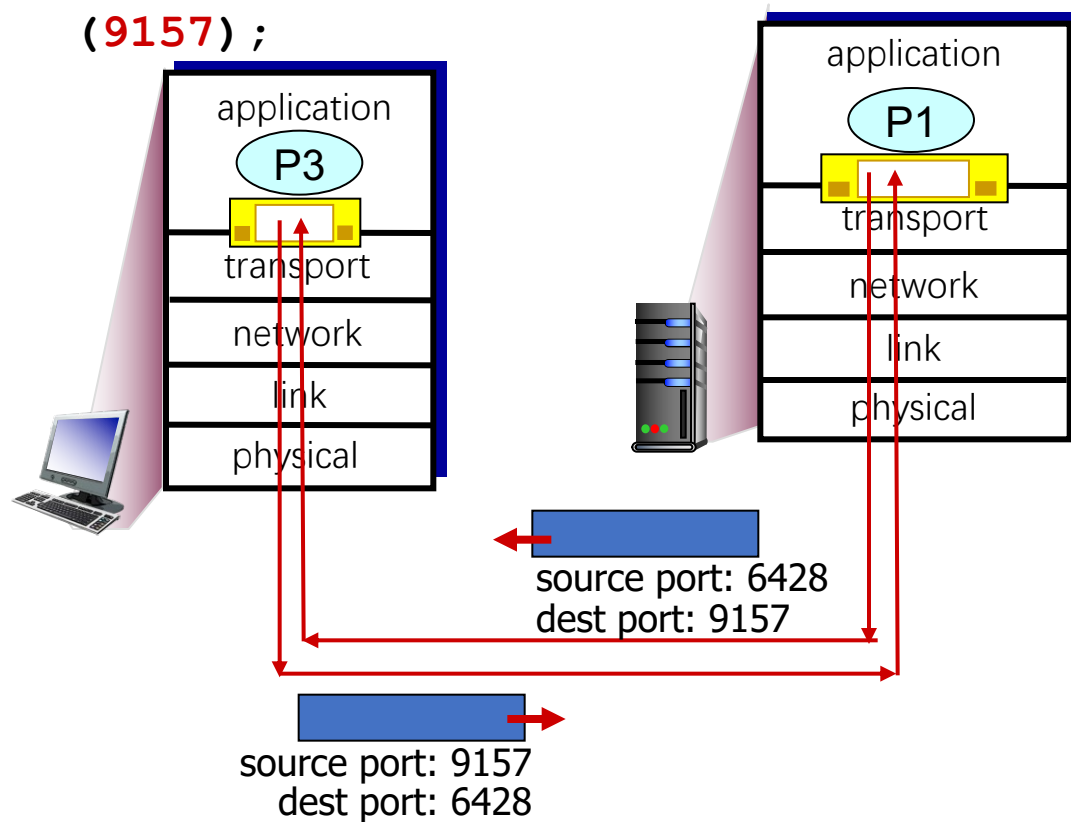 (9157);
application
P3
transport
network
link
physical
application
P1
transport
network
link
physical
source port: 6428
dest port: 9157
source port: 9157
dest port: 6428